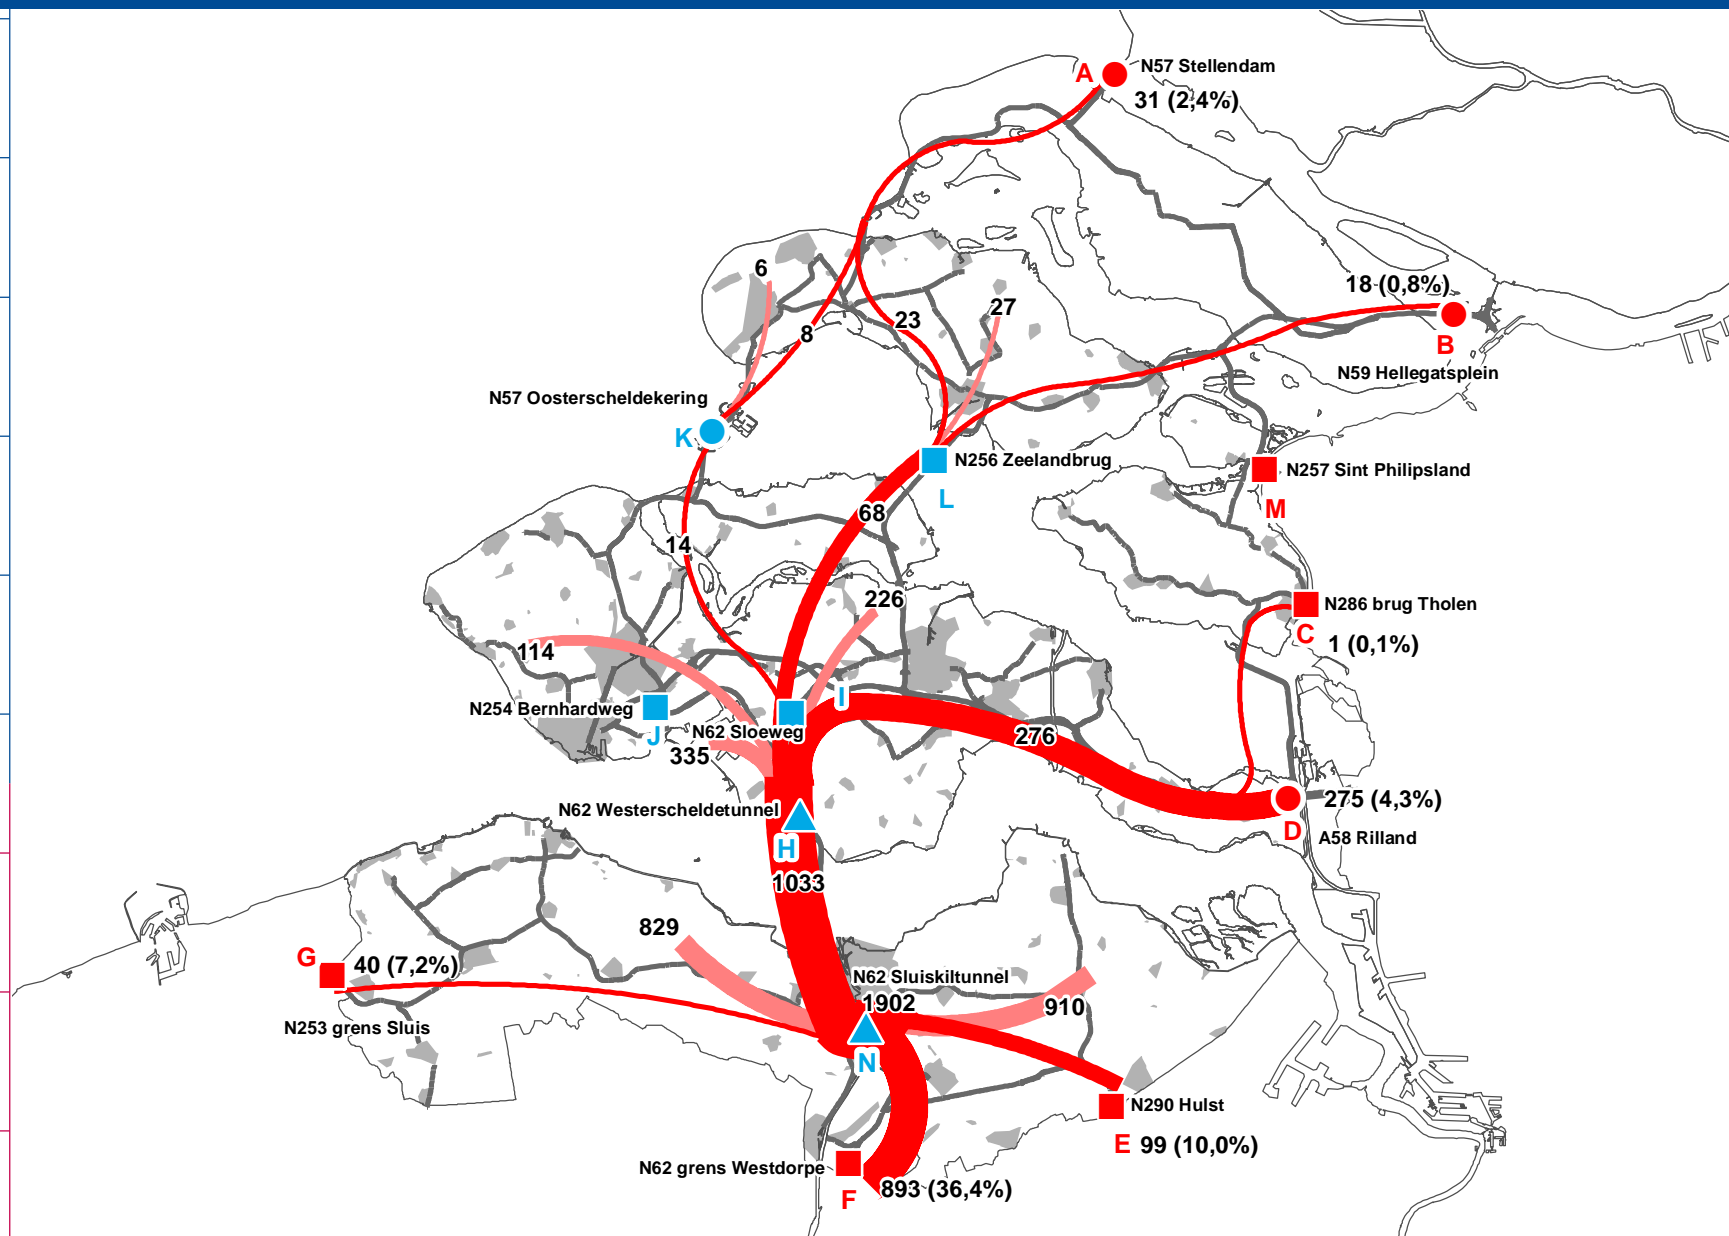 A
N57 Stellendam
31 (2,4%)
6
27
18 (0,8%)
8
23
B
N59 Hellegatsplein
N57 Oosterscheldekering
K
N256 Zeelandbrug
L
N257 Sint Philipsland
M
68
14
226
N286 brug Tholen
C
1 (0,1%)
114
I
N254 Bernhardweg
J
N62 Sloeweg
335
276
N62 Westerscheldetunnel
275 (4,3%)
D
A58 Rilland
H
1033
829
G
40 (7,2%)
N62 Sluiskiltunnel
1902
910
N253 grens Sluis
N
N290 Hulst
E
99 (10,0%)
N62 grens Westdorpe
F
893 (36,4%)